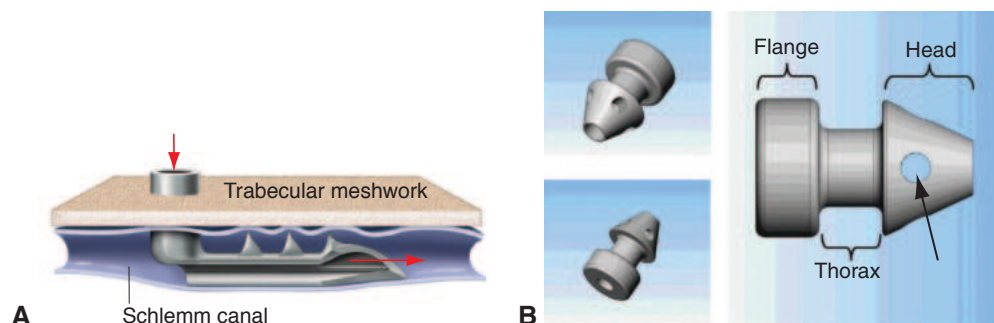 Trabecular meshwork
Schlemm canal
A
Flange
Head
Thorax
B